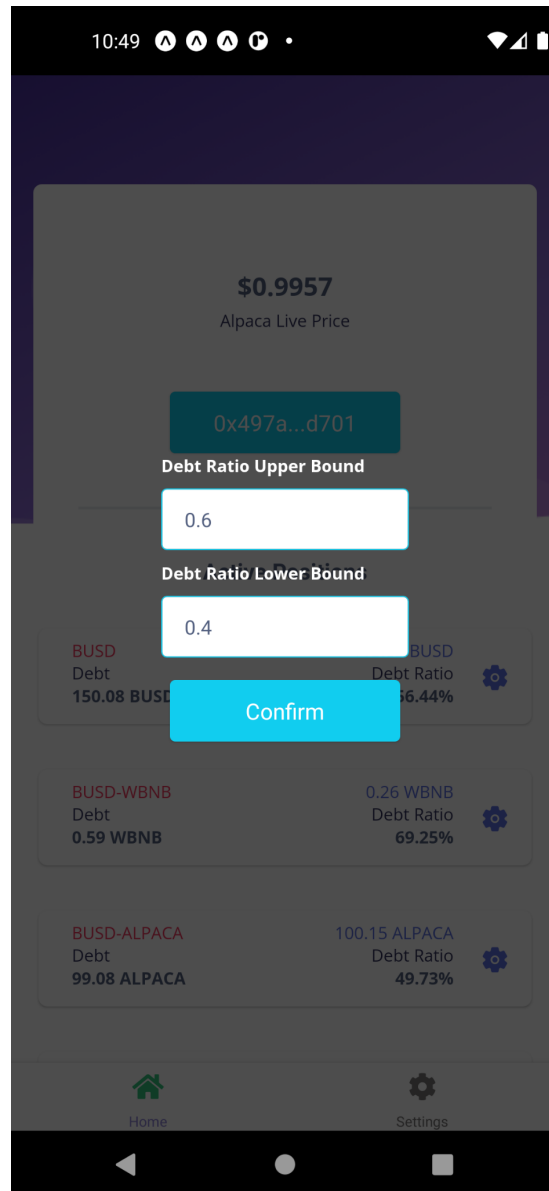 10:49
$0.9957
Alpaca Live Price
0x497a...d701
Debt Ratio Upper Bound
0.6
Debt Ratio Lower Bound
0.4
BUSD
BUSD
Debt
Debt Ratio
150.08 BUSD
56.44%
Confirm
BUSD-WBNB
0.26 WBNB
Debt
Debt Ratio
0.59 WBNB
69.25%
BUSD-ALPACA
100.15 ALPACA
Debt
Debt Ratio
99.08 ALPACA
49.73%
Home
Settings